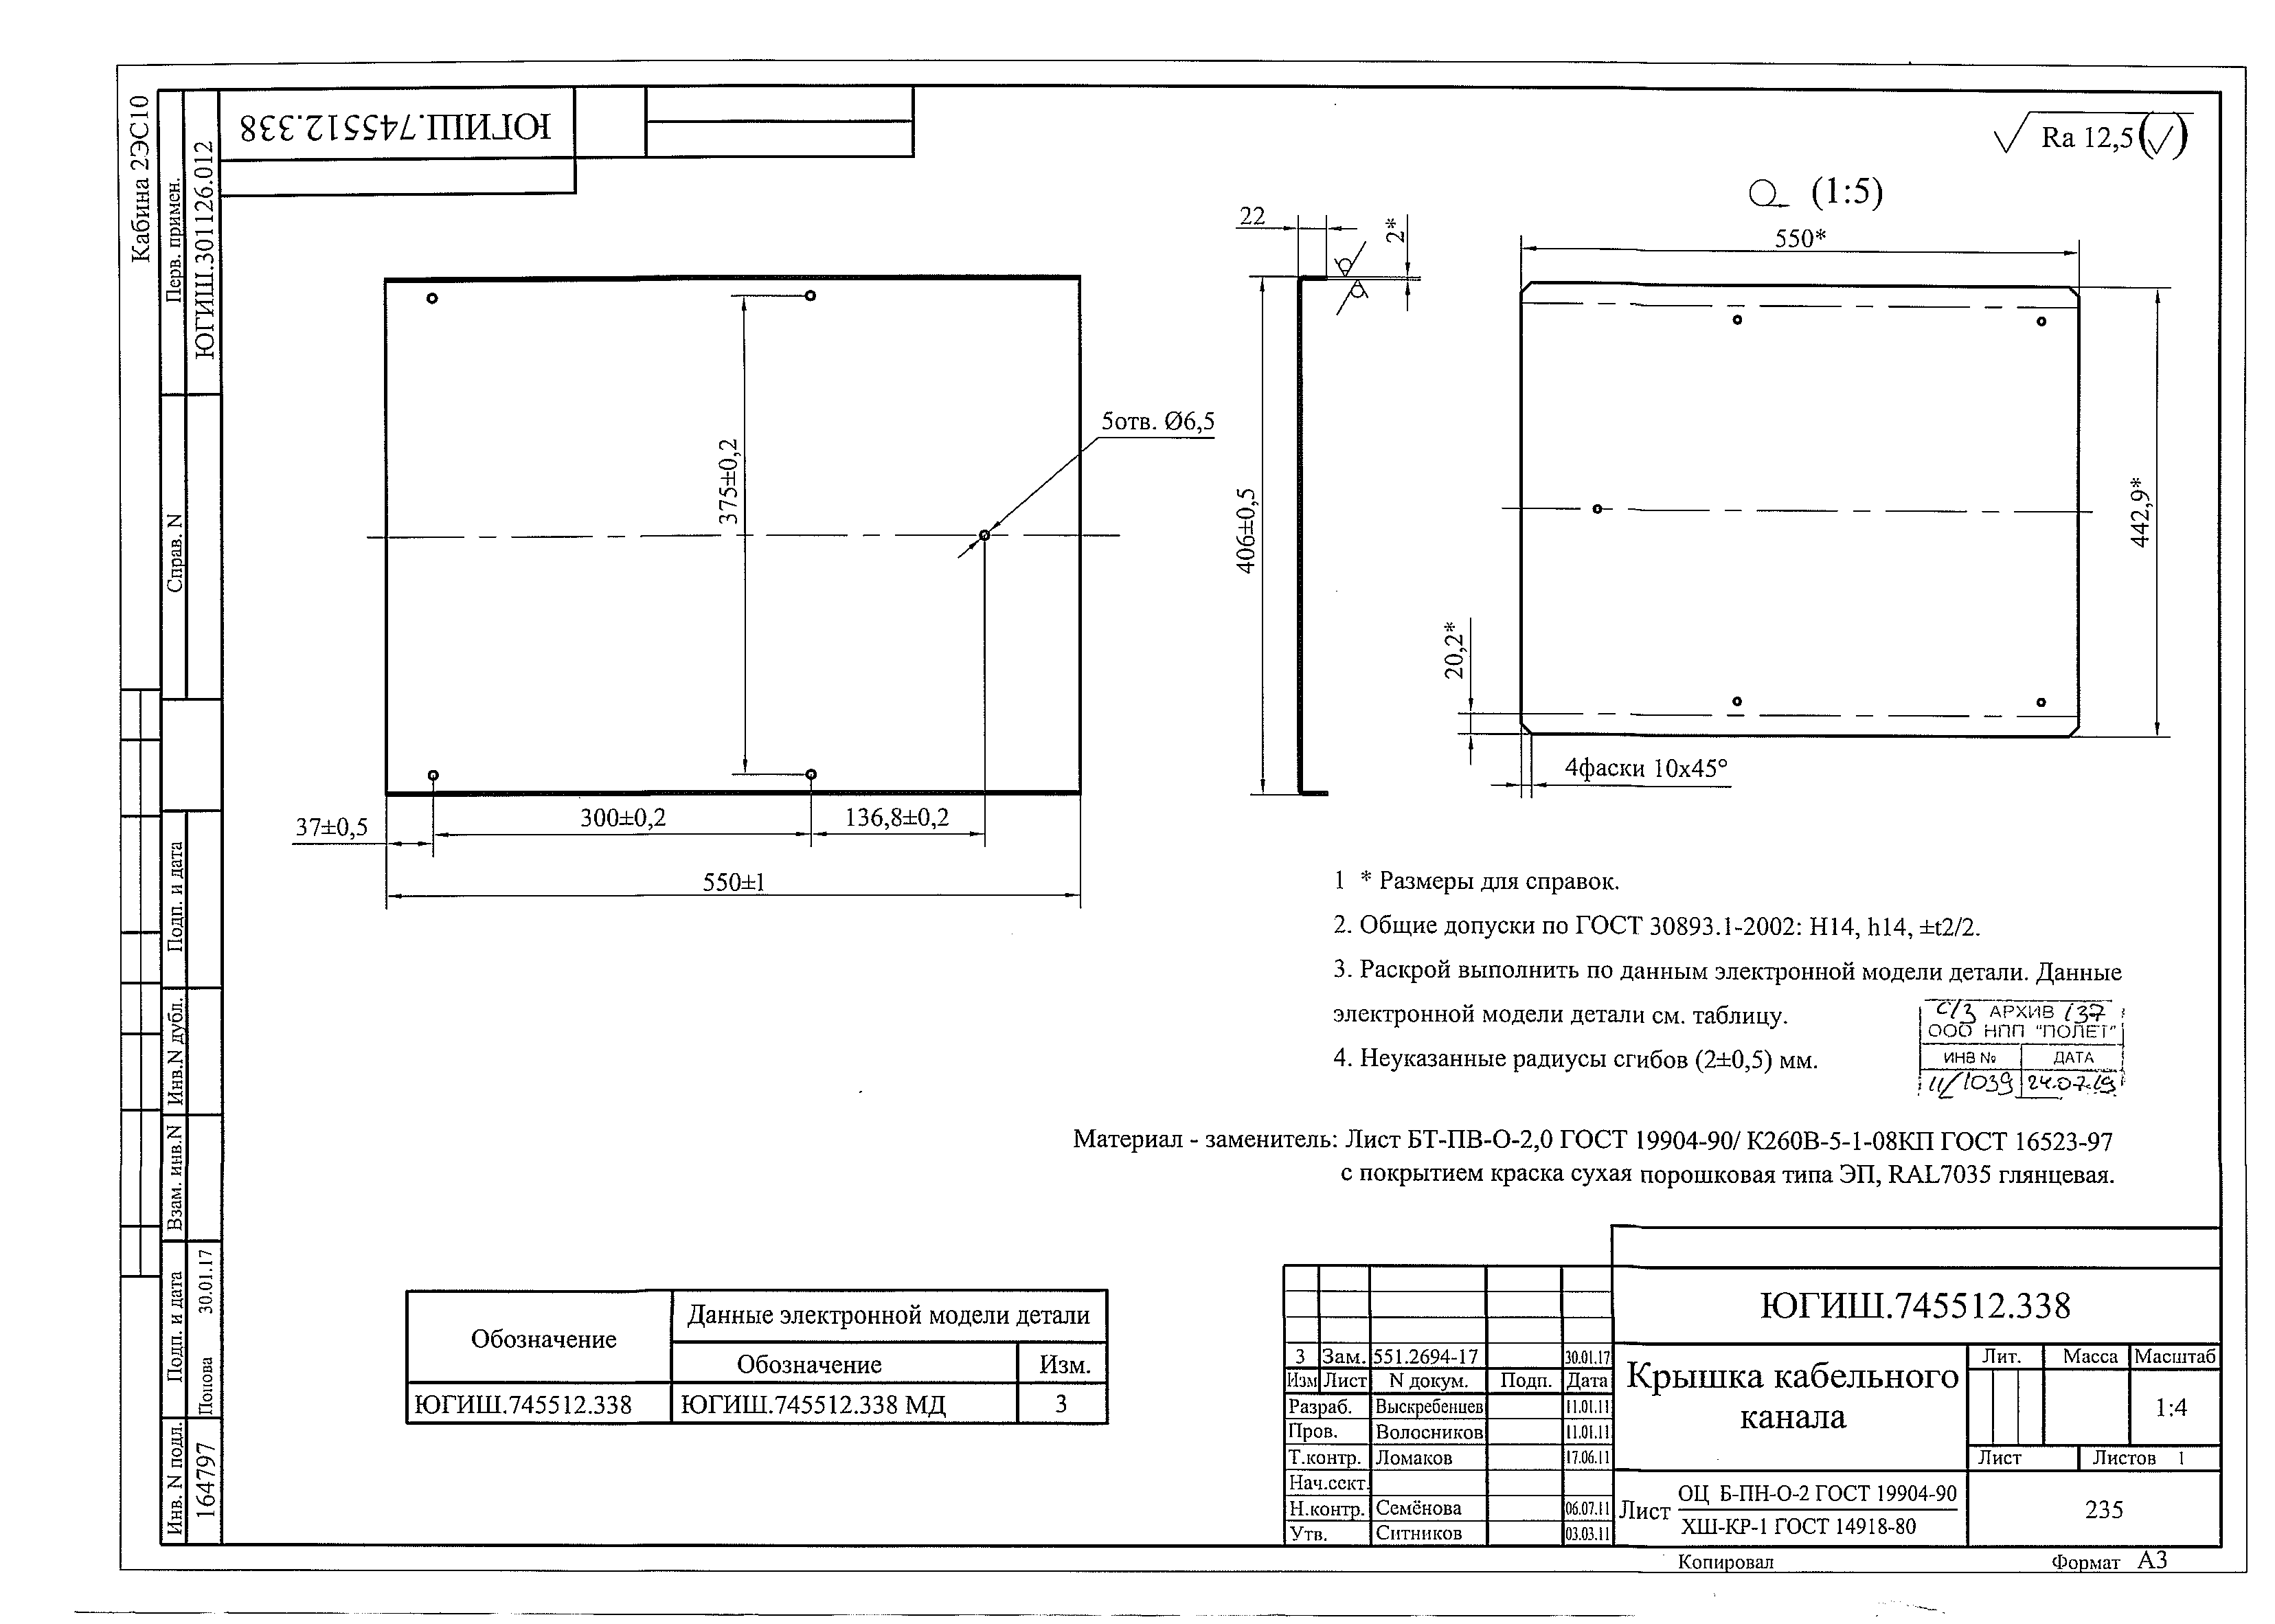 Кабина 2ЭС10
Перв. примен.
ЮГИШ.301126.012
Справ. N
Подп. и дата
Инв.N дубл.
Взам. инв.N
Подп. и дата
Попова 30.01.17
Инв. N подл.
164797
ЮГИШ.745512.338
Ra 12,5
(1:5)
22
2*
550*
5отв. Ø6,5
375±0,2
406±0,5
442,9*
20,2*
4фаски 10х45°
37±0,5
300±0,2
136,8±0,2
550±1
1 * Размеры для справок.
2. Общие допуски по ГОСТ 30893.1-2002: Н14, h14, ±t2/2.
3. Раскрой выполнить по данным электронной модели детали. Данные
электронной модели детали см. таблицу.
4. Неуказанные радиусы сгибов (2±0,5) мм.
С/З АРХИВ 137
ООО НПП "ПОЛЕТ"
ИНВ № ДАТА
11/1039 24.07.19
Материал - заменитель: Лист БТ-ПВ-О-2,0 ГОСТ 19904-90/ К260В-5-1-08КП ГОСТ 16523-97
с покрытием краска сухая порошковая типа ЭП, RAL7035 глянцевая.
Обозначение Данные электронной модели детали
Обозначение Изм.
ЮГИШ.745512.338 ЮГИШ.745512.338 МД 3
3 Зам. 551.2694-17 30.01.17
Изм Лист N докум. Подп. Дата
Разраб. Выскребенцев 11.01.11
Пров. Волосников 11.01.11
Т.контр. Ломаков 17.06.11
Нач.сект.
Н.контр. Семёнова 06.07.11
Утв. Ситников 03.03.11
ЮГИШ.745512.338
Крышка кабельного
канала
Лит. Масса Масштаб
1:4
Лист Листов 1
Лист ОЦ Б-ПН-О-2 ГОСТ 19904-90
ХШ-КР-1 ГОСТ 14918-80
235
Копировал Формат А3